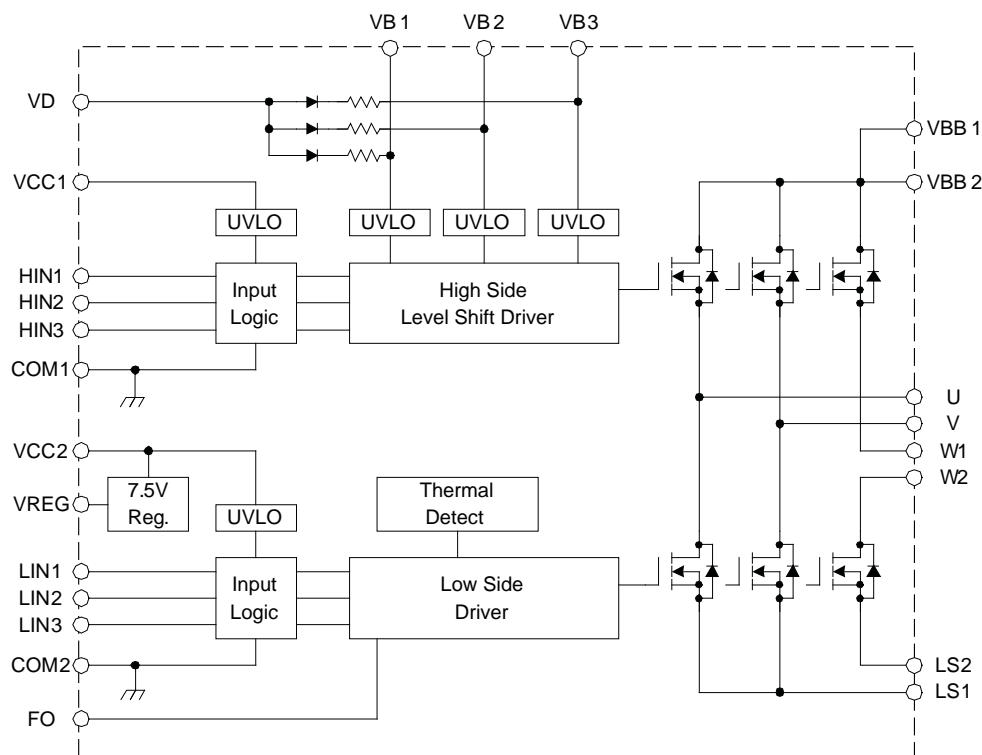 VB1 VB2 VB3
VD
VBB1
VCC1
VBB2
UVLO UVLO UVLO UVLO
HIN1
HIN2
HIN3
Input
Logic
High Side
Level Shift Driver
COM1
U
V
W1
W2
VCC2
VREG
7.5V
Reg.
UVLO
Thermal
Detect
LIN1
LIN2
LIN3
Input
Logic
Low Side
Driver
COM2
LS2
LS1
FO